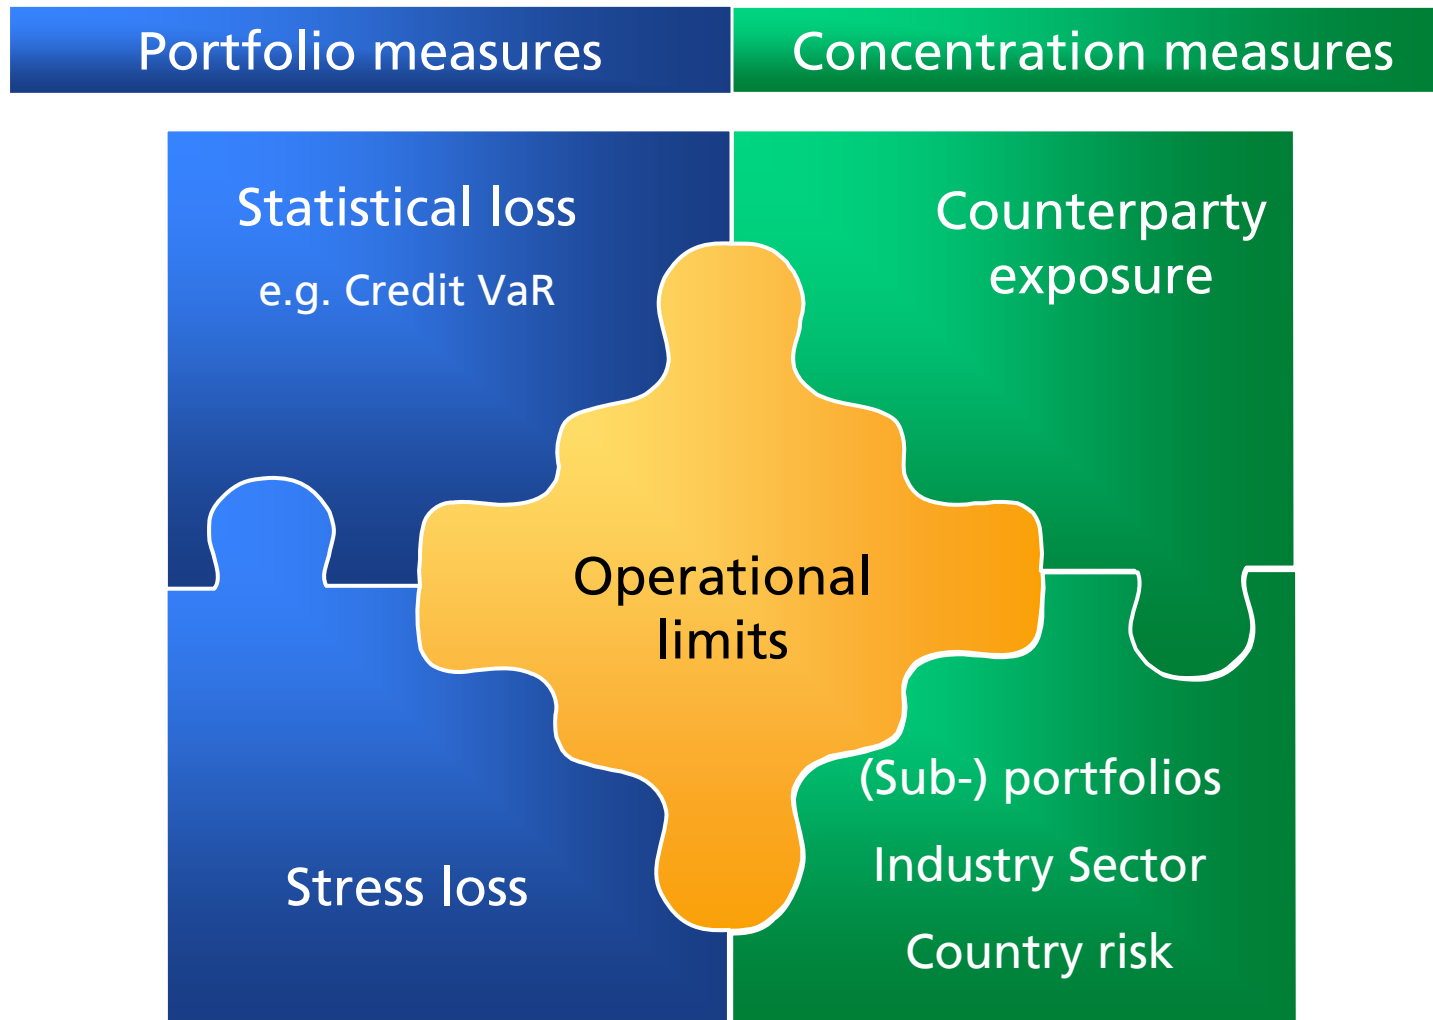 Portfolio measures
Concentration measures
Statistical loss
e.g. Credit VaR
Counterparty
exposure
Operational
limits
Stress loss
(Sub-) portfolios
Industry Sector
Country risk